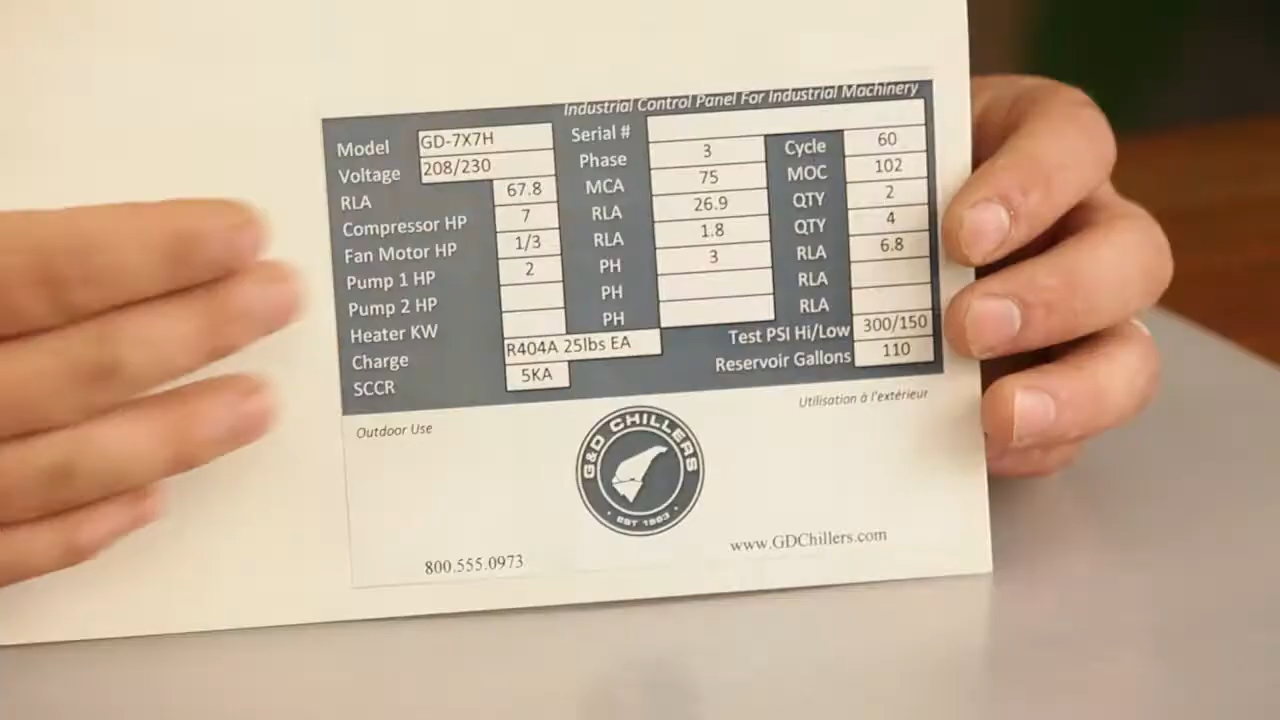 Industrial Control Panel For Industrial Machinery
Model GD-7X7H Serial #
Voltage 208/230 Phase 3 Cycle 60
RLA 67.8 MCA 75 MOC 102
Compressor HP 7 RLA 26.9 QTY 2
Fan Motor HP 1/3 RLA 1.8 QTY 4
Pump 1 HP 2 PH 3 RLA 6.8
Pump 2 HP PH RLA
Heater KW PH RLA
Charge R404A 25lbs EA Test PSI Hi/Low 300/150
SCCR 5KA Reservoir Gallons 110
Outdoor Use Utilisation à l'extérieur
G&D CHILLERS
EST 1993
800.555.0973 www.GDChillers.com